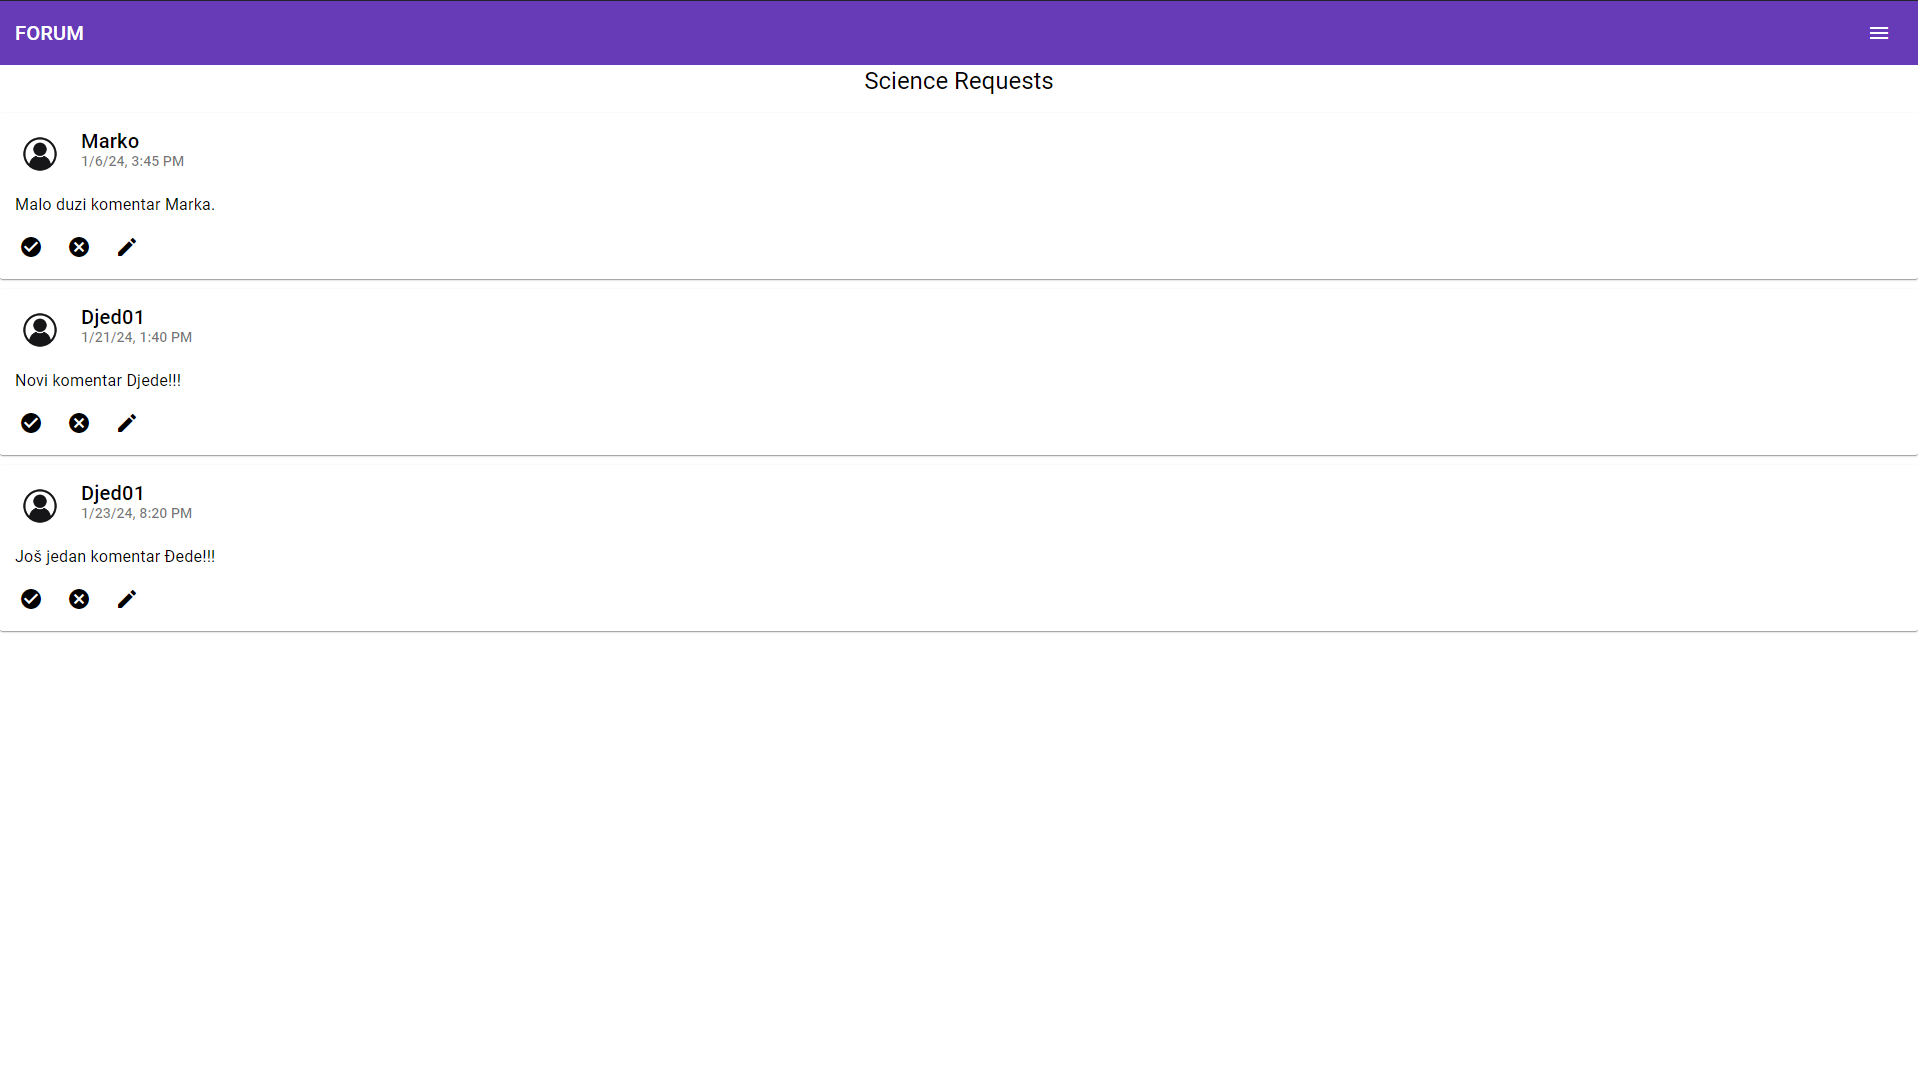 FORUM
Science Requests
Marko
1/6/24, 3:45 PM
Malo duzi komentar Marka.
Djed01
1/21/24, 1:40 PM
Novi komentar Djede!!!
Djed01
1/23/24, 8:20 PM
Još jedan komentar Đede!!!